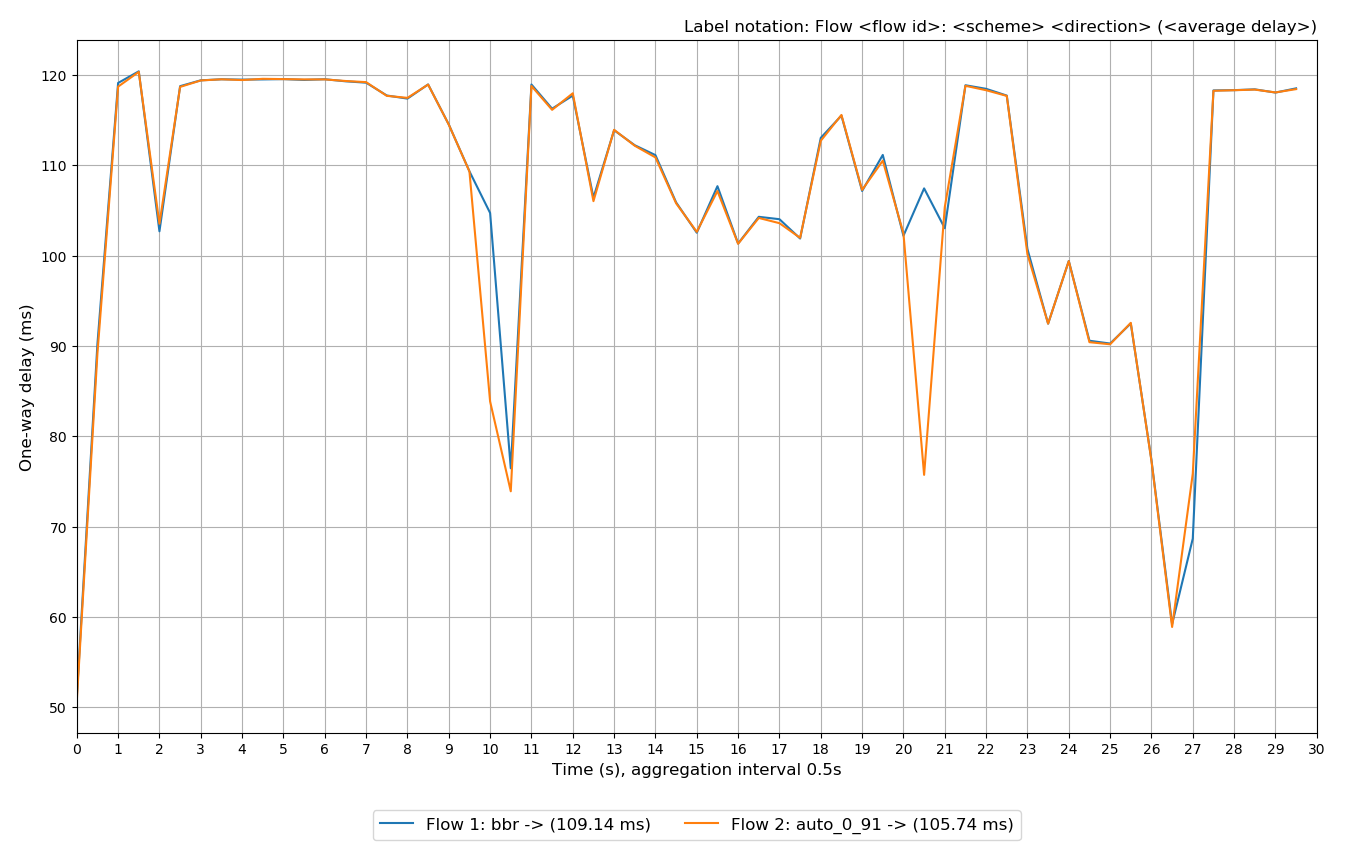 Label notation: Flow <flow id>: <scheme> <direction> (<average delay>)
120
110
100
90
80
70
60
50
One-way delay (ms)
0 1 2 3 4 5 6 7 8 9 10 11 12 13 14 15 16 17 18 19 20 21 22 23 24 25 26 27 28 29 30
Time (s), aggregation interval 0.5s
Flow 1: bbr -> (109.14 ms) Flow 2: auto_0_91 -> (105.74 ms)